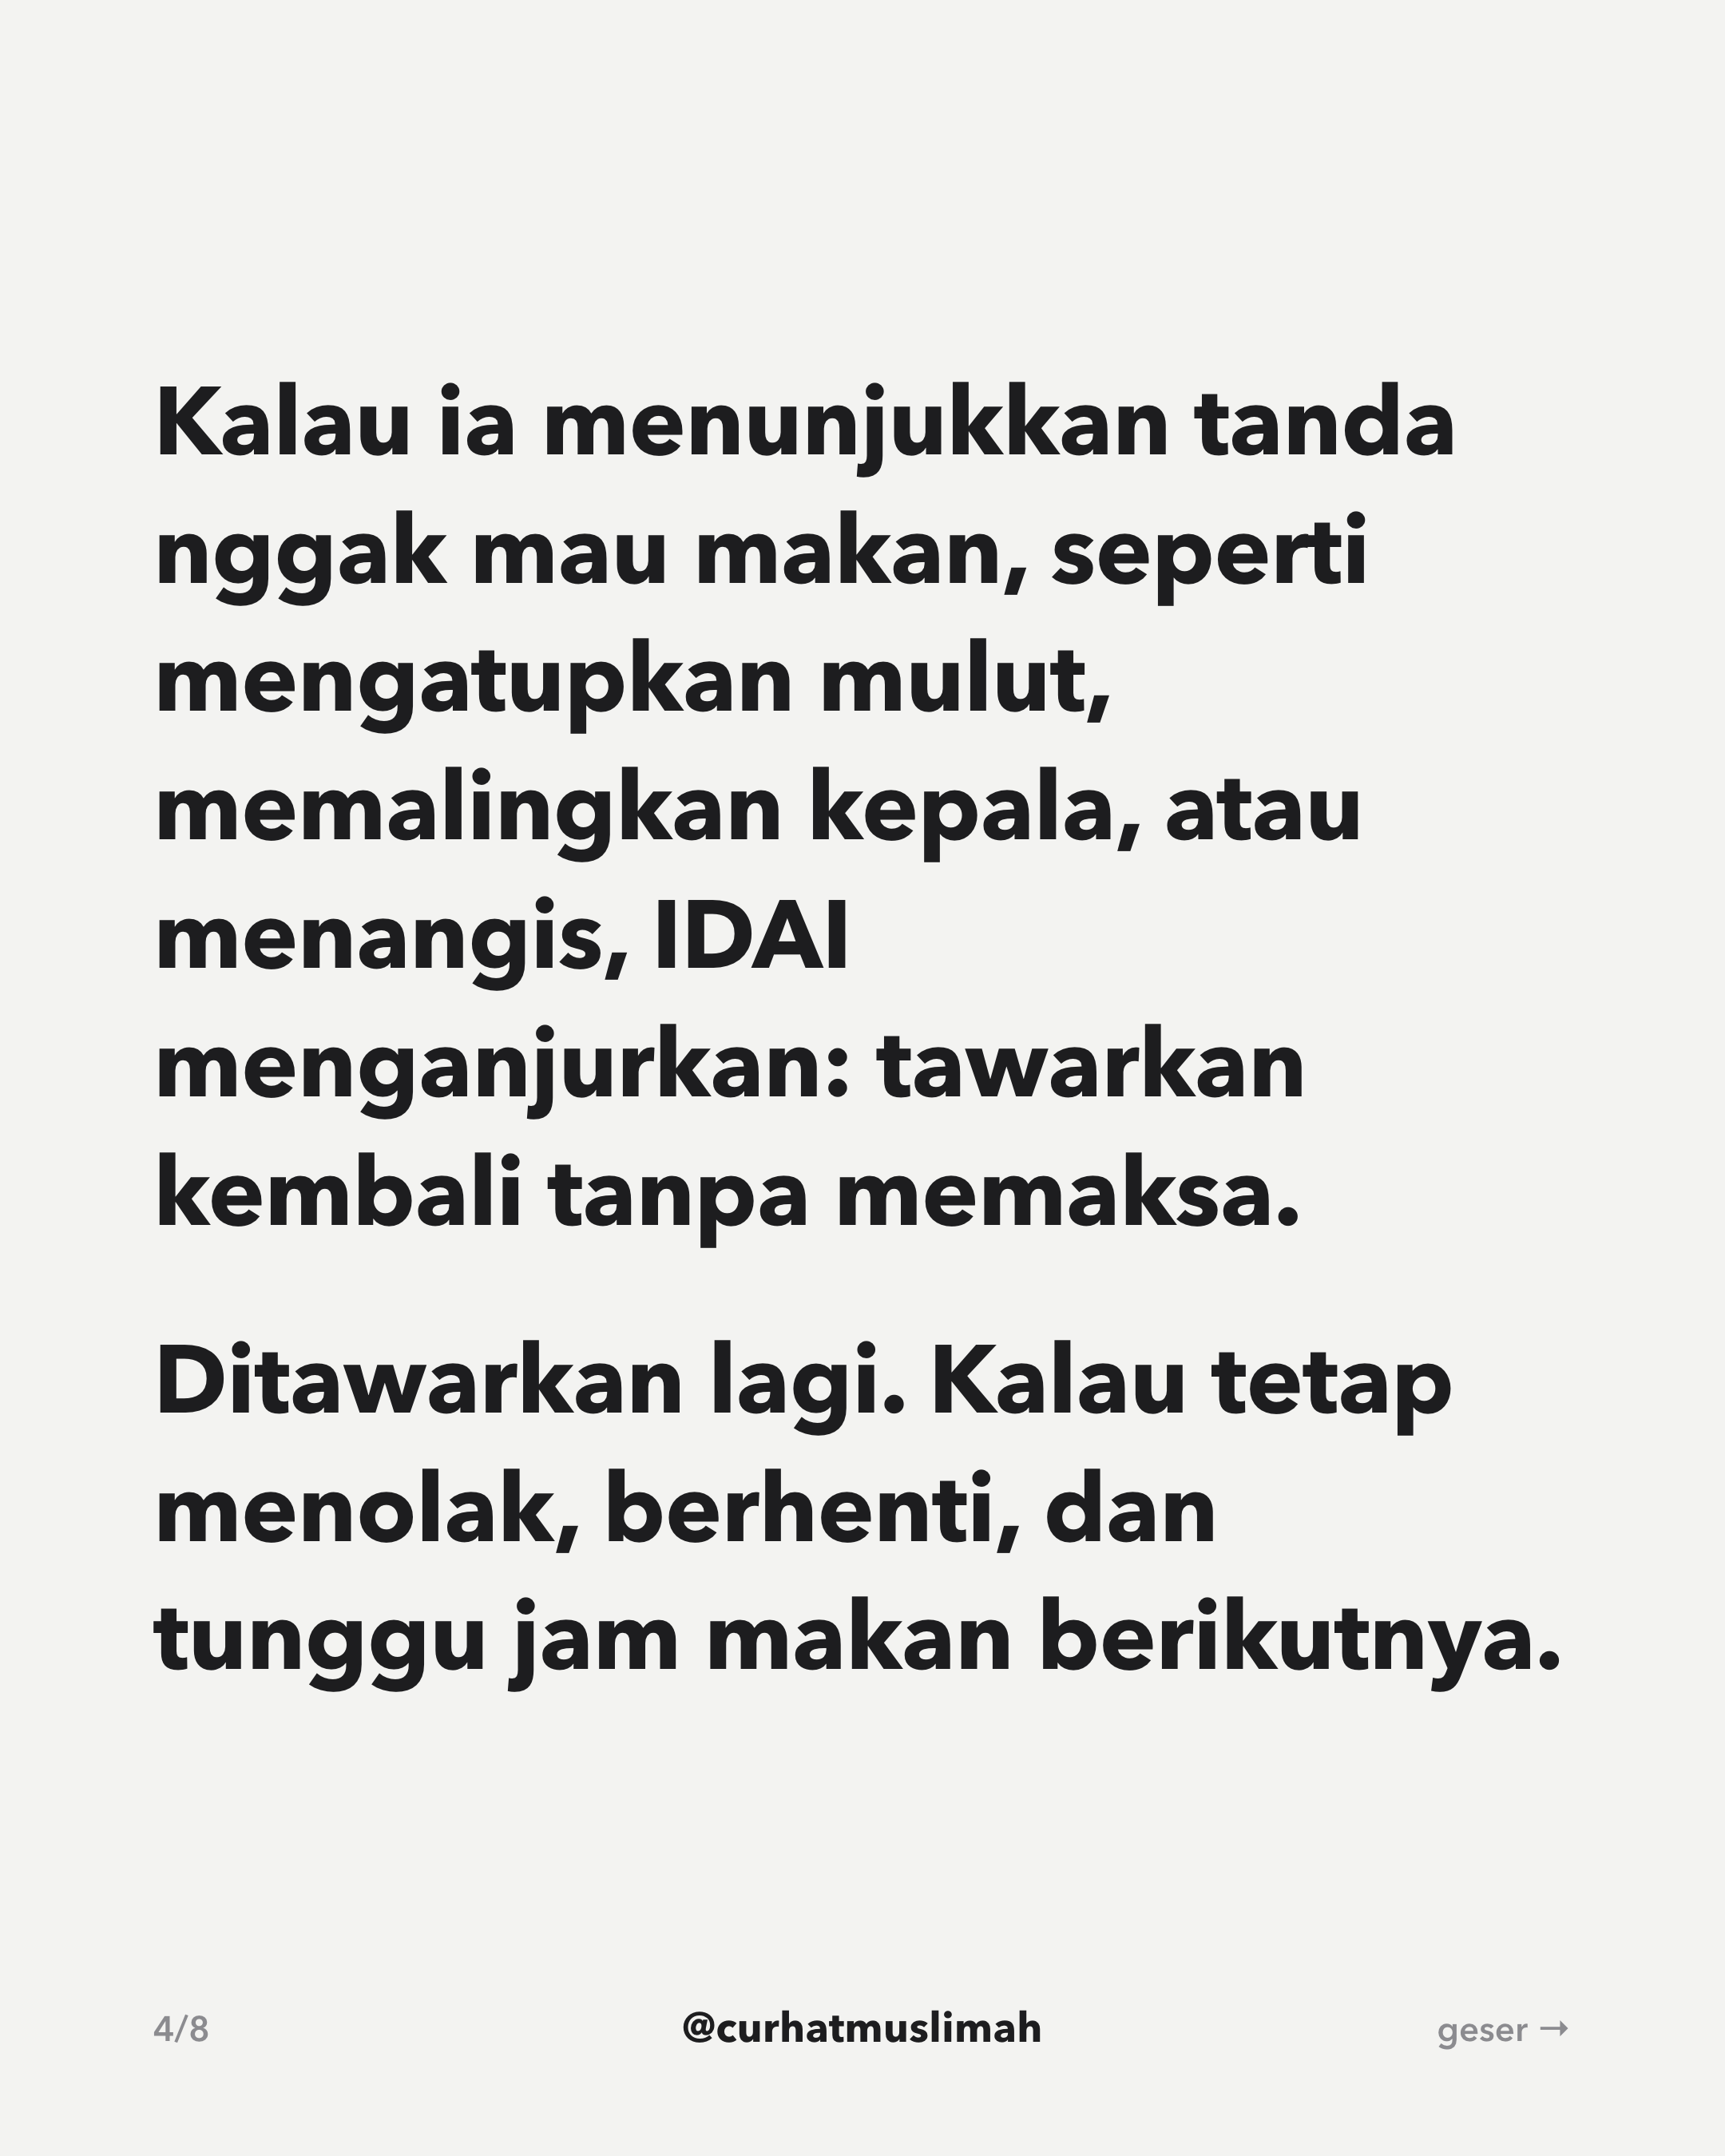 Kalau ia menunjukkan tanda
nggak mau makan, seperti
mengatupkan mulut,
memalingkan kepala, atau
menangis, IDAI
menganjurkan: tawarkan
kembali tanpa memaksa.
Ditawarkan lagi. Kalau tetap
menolak, berhenti, dan
tunggu jam makan berikutnya.
4/8
@curhatmuslimah
geser →